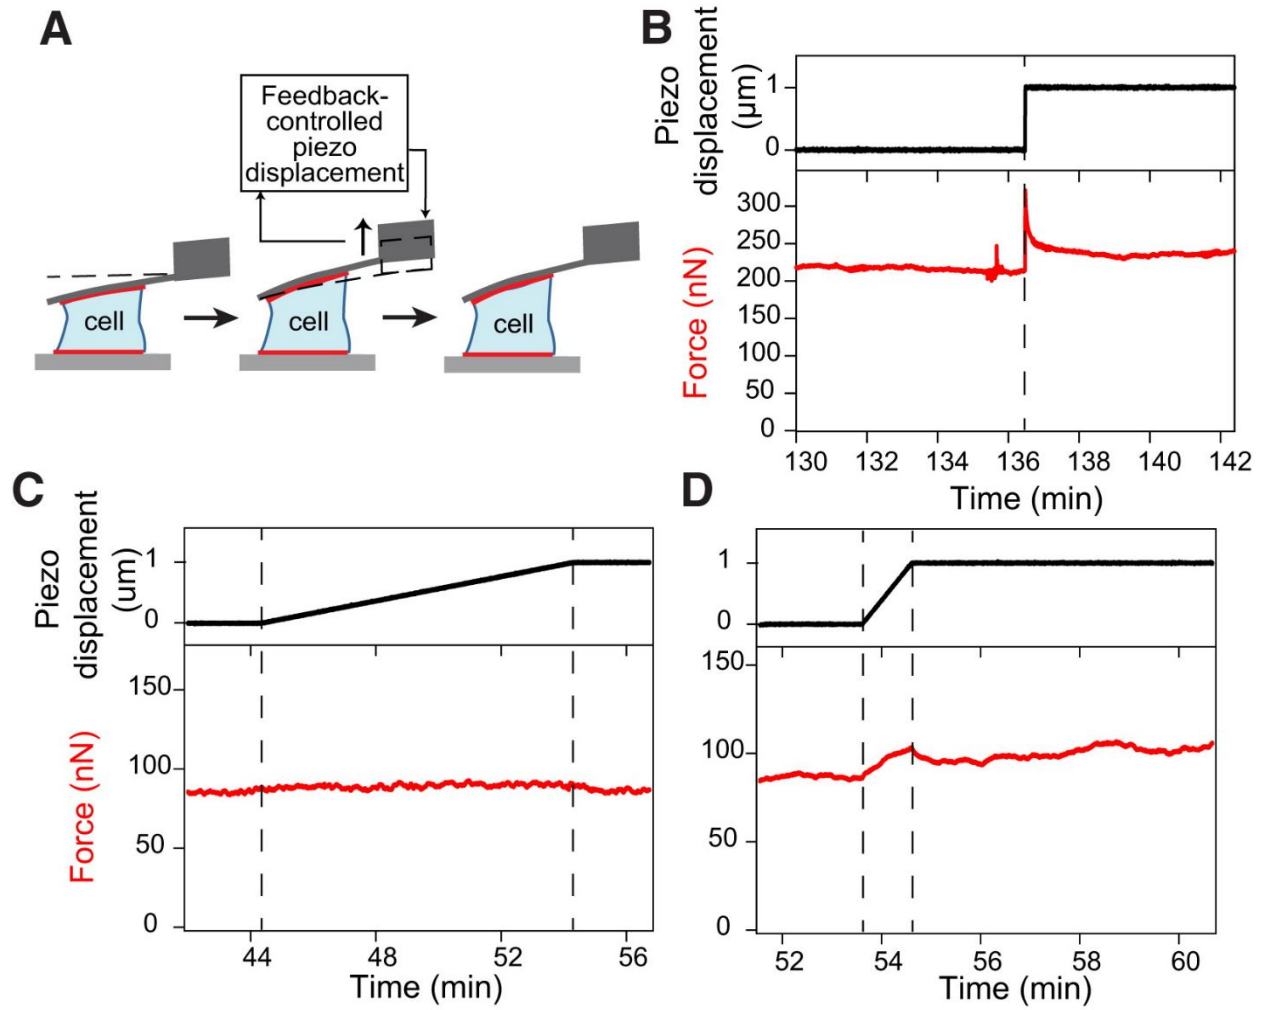 A
Feedback-
controlled
piezo
displacement
cell
cell
cell
B
Piezo
displacement
(μm)
1
0
Force (nN)
300
250
200
150
100
50
0
130 132 134 136 138 140 142
Time (min)
C
Piezo
displacement
(um)
1
0
Force (nN)
150
100
50
0
44 48 52 56
Time (min)
D
1
0
150
100
50
0
52 54 56 58 60
Time (min)